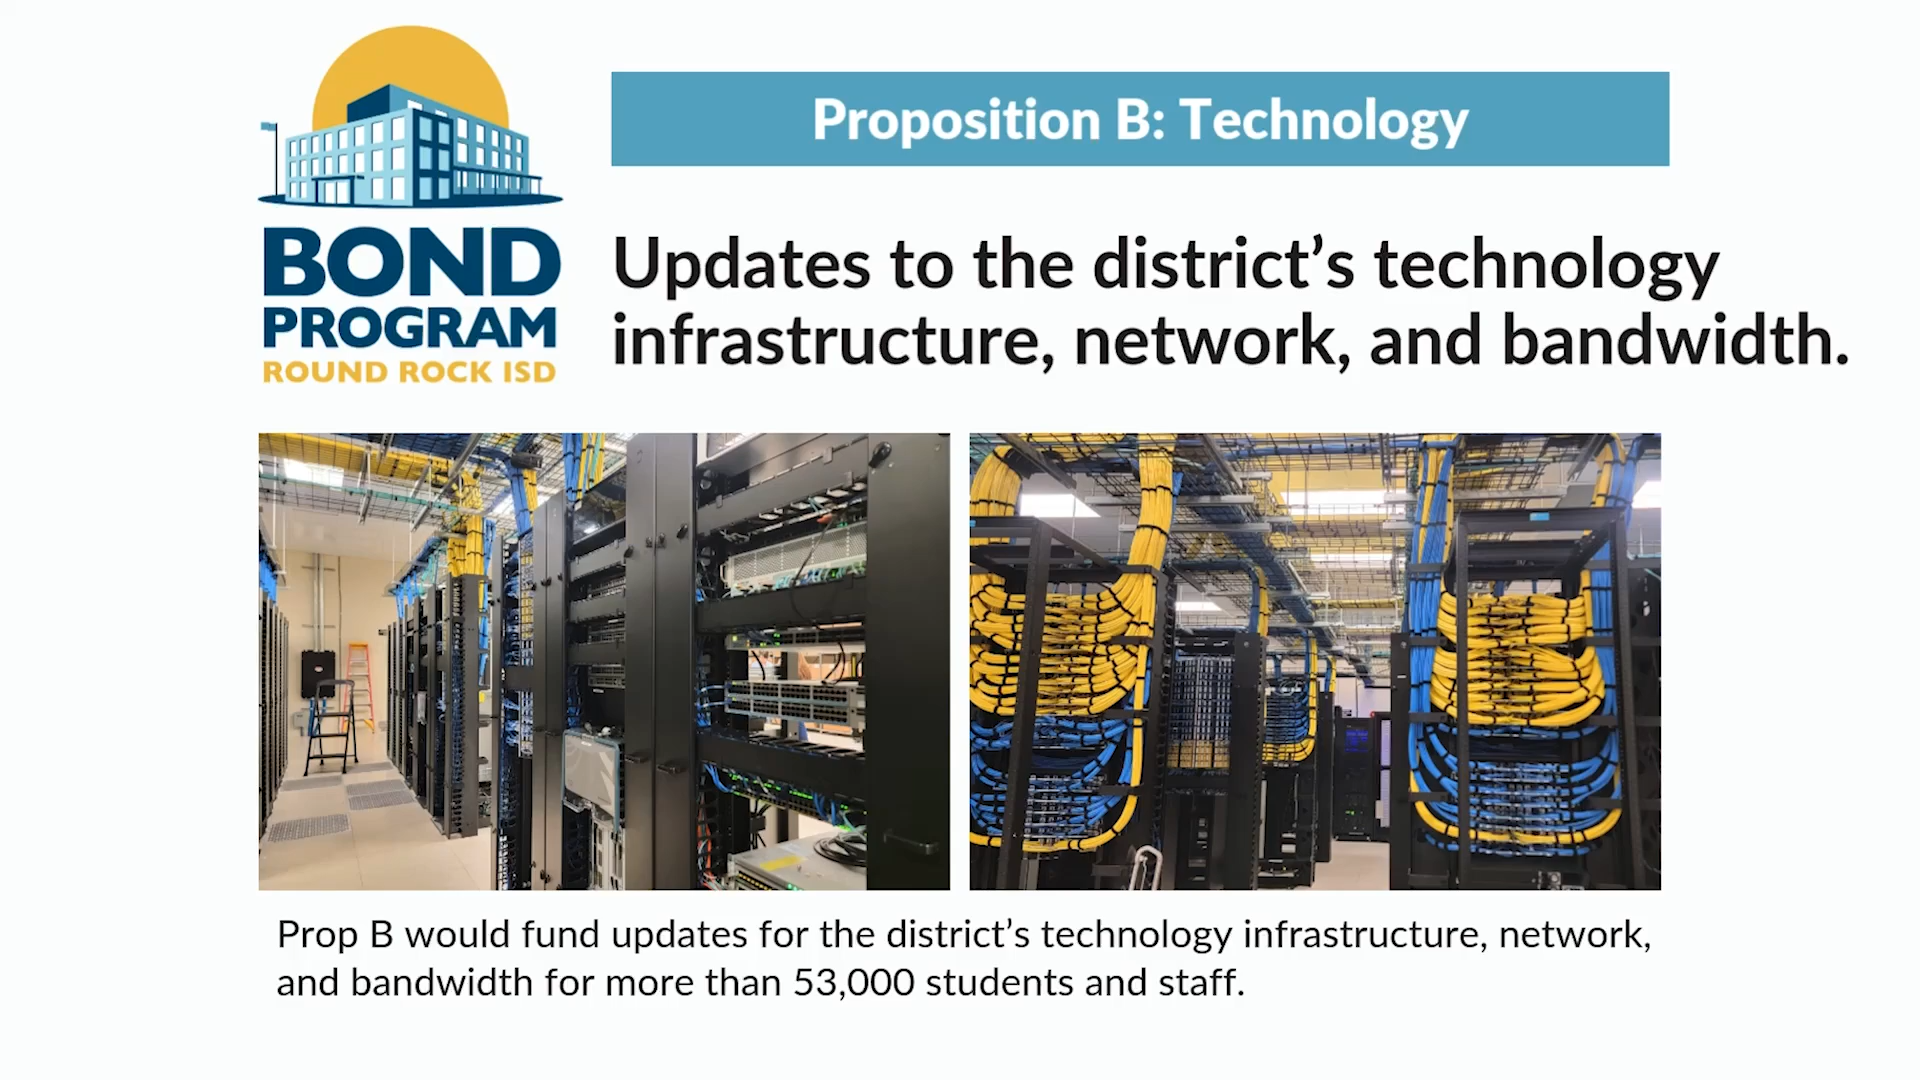 Proposition B: Technology
BOND
PROGRAM
ROUND ROCK ISD
Updates to the district’s technology
infrastructure, network, and bandwidth.
Prop B would fund updates for the district’s technology infrastructure, network,
and bandwidth for more than 53,000 students and staff.